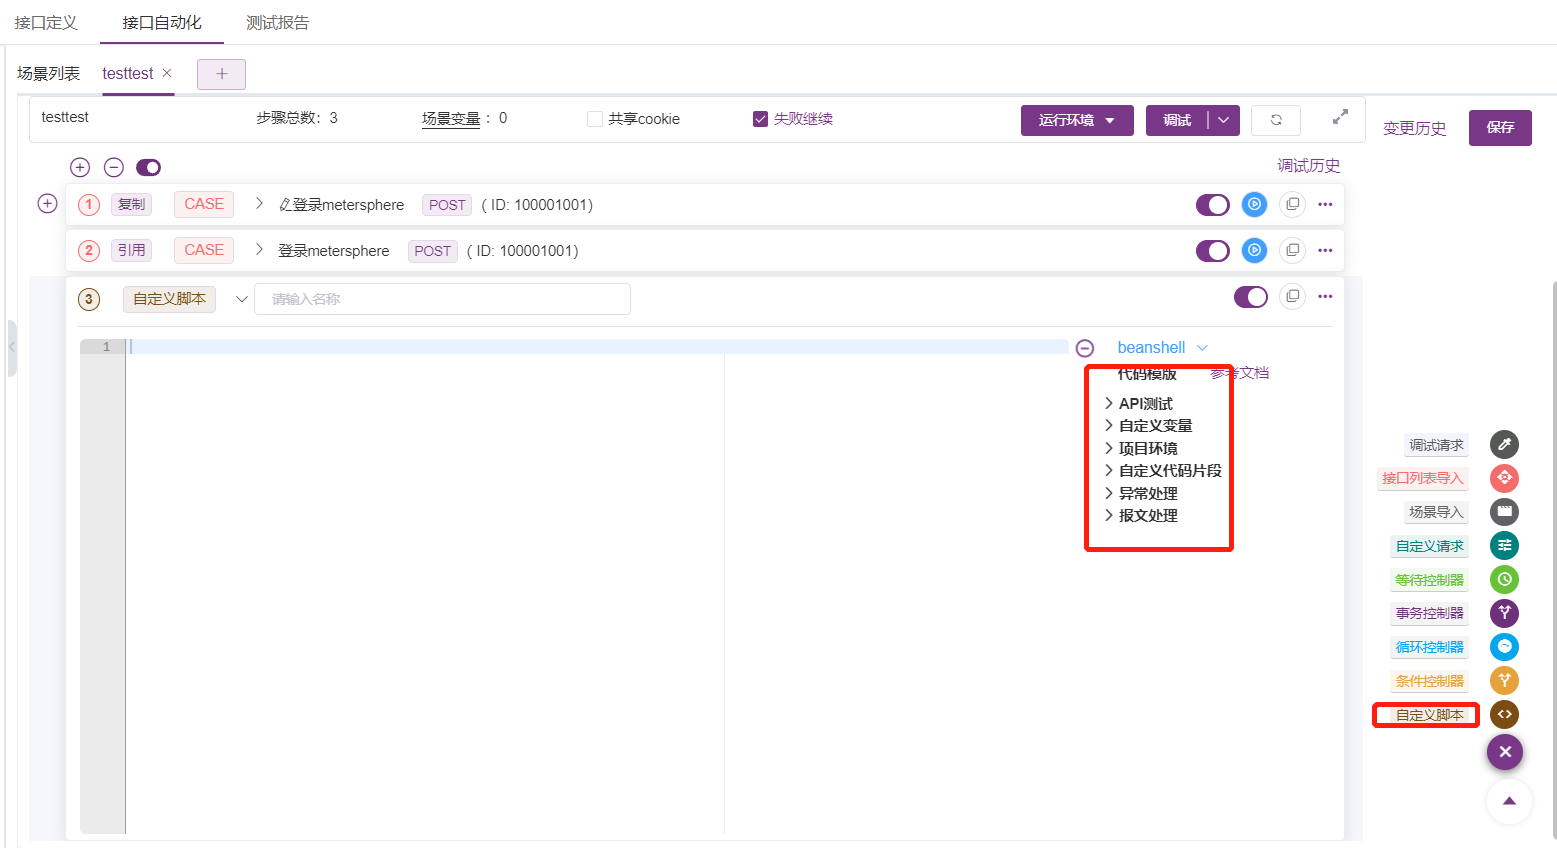 接口定义 接口自动化 测试报告
场景列表 testtest × +
testtest 步骤总数： 3 场景变量 ： 0 共享cookie 失败继续 运行环境 调试 变更历史 保存
调试历史
1 复制 CASE 登录metersphere POST ( ID: 100001001)
2 引用 CASE 登录metersphere POST ( ID: 100001001)
3 自定义脚本 请输入名称
1 beanshell
代码模版 参考文档
API测试
自定义变量
项目环境
自定义代码片段
异常处理
报文处理
调试请求
接口列表导入
场景导入
自定义请求
等待控制器
事务控制器
循环控制器
条件控制器
自定义脚本